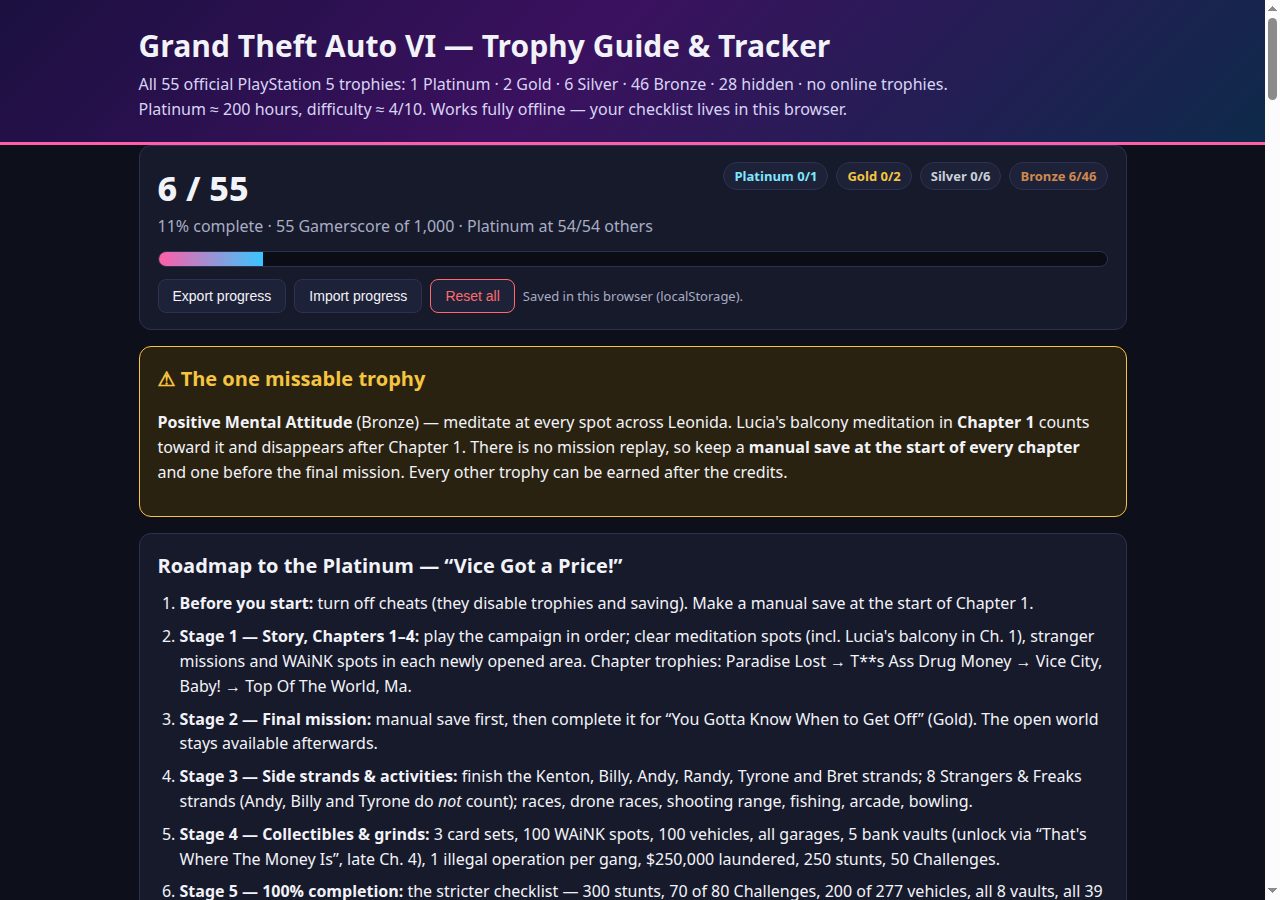 Grand Theft Auto VI — Trophy Guide & Tracker
All 55 official PlayStation 5 trophies: 1 Platinum · 2 Gold · 6 Silver · 46 Bronze · 28 hidden · no online trophies.
Platinum ≈ 200 hours, difficulty ≈ 4/10. Works fully offline — your checklist lives in this browser.
6 / 55
Platinum 0/1
Gold 0/2
Silver 0/6
Bronze 6/46
11% complete · 55 Gamerscore of 1,000 · Platinum at 54/54 others
Export progress
Import progress
Reset all
Saved in this browser (localStorage).
⚠ The one missable trophy
Positive Mental Attitude (Bronze) — meditate at every spot across Leonida. Lucia's balcony meditation in Chapter 1 counts
toward it and disappears after Chapter 1. There is no mission replay, so keep a manual save at the start of every chapter
and one before the final mission. Every other trophy can be earned after the credits.
Roadmap to the Platinum — “Vice Got a Price!”
1. Before you start: turn off cheats (they disable trophies and saving). Make a manual save at the start of Chapter 1.
2. Stage 1 — Story, Chapters 1–4: play the campaign in order; clear meditation spots (incl. Lucia's balcony in Ch. 1), stranger
missions and WAiNK spots in each newly opened area. Chapter trophies: Paradise Lost → T**s Ass Drug Money → Vice City,
Baby! → Top Of The World, Ma.
3. Stage 2 — Final mission: manual save first, then complete it for “You Gotta Know When to Get Off” (Gold). The open world
stays available afterwards.
4. Stage 3 — Side strands & activities: finish the Kenton, Billy, Andy, Randy, Tyrone and Bret strands; 8 Strangers & Freaks
strands (Andy, Billy and Tyrone do not count); races, drone races, shooting range, fishing, arcade, bowling.
5. Stage 4 — Collectibles & grinds: 3 card sets, 100 WAiNK spots, 100 vehicles, all garages, 5 bank vaults (unlock via “That's
Where The Money Is”, late Ch. 4), 1 illegal operation per gang, $250,000 laundered, 250 stunts, 50 Challenges.
6. Stage 5 — 100% completion: the stricter checklist — 300 stunts, 70 of 80 Challenges, 200 of 277 vehicles, all 8 vaults, all 39